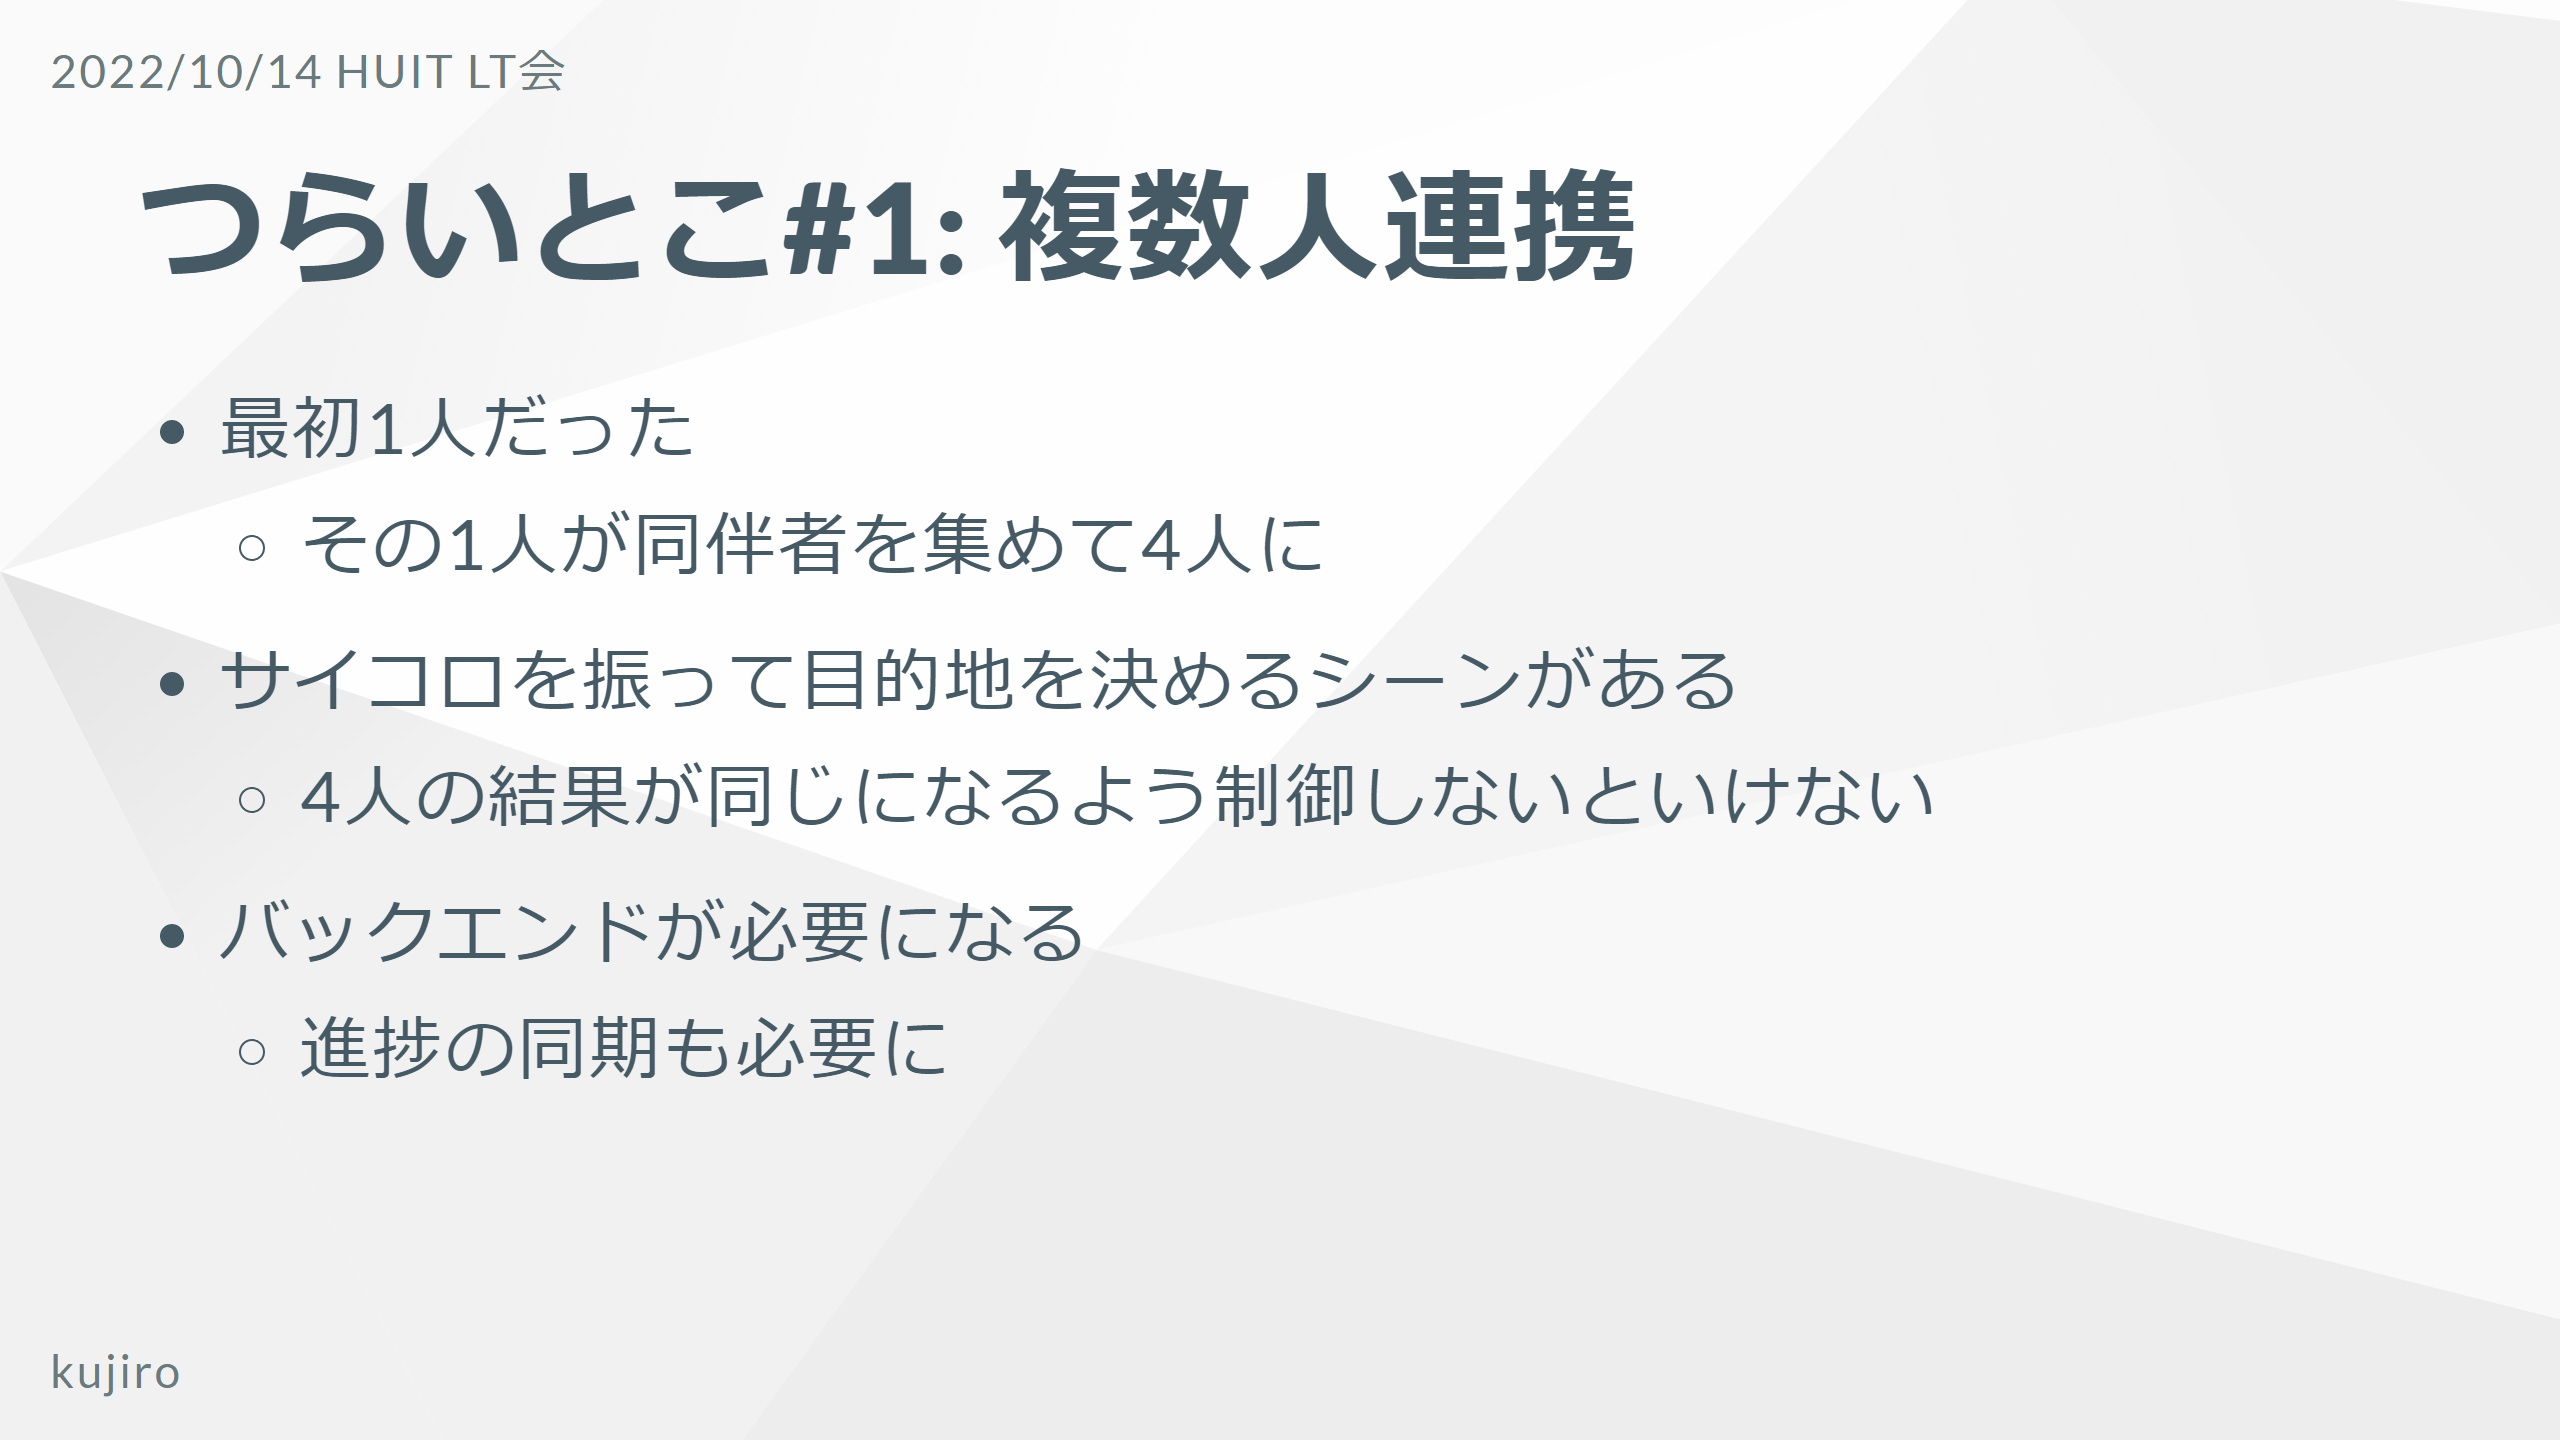 2022/10/14 HUIT LT会
つらいとこ#1: 複数人連携
最初1人だった
その1人が同伴者を集めて4人に
サイコロを振って目的地を決めるシーンがある
4人の結果が同じになるよう制御しないといけない
バックエンドが必要になる
進捗の同期も必要に
kujiro